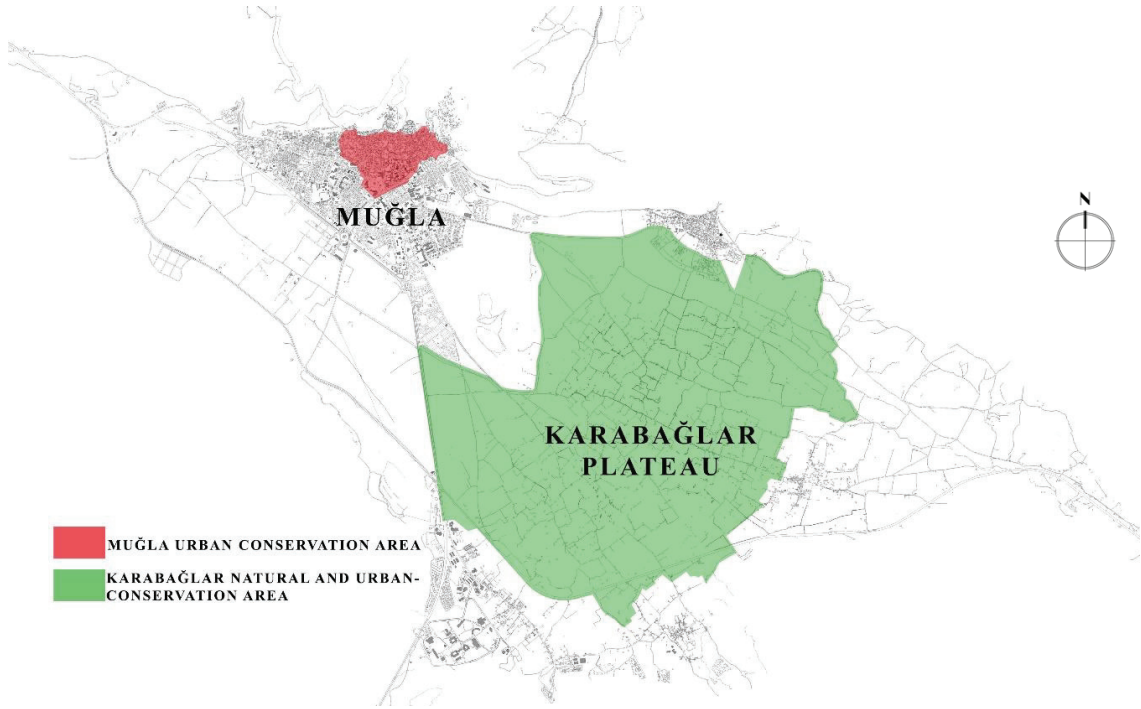 N
MUĞLA
KARABAĞLAR
PLATEAU
MUĞLA URBAN CONSERVATION AREA
KARABAĞLAR NATURAL AND URBAN-
CONSERVATION AREA